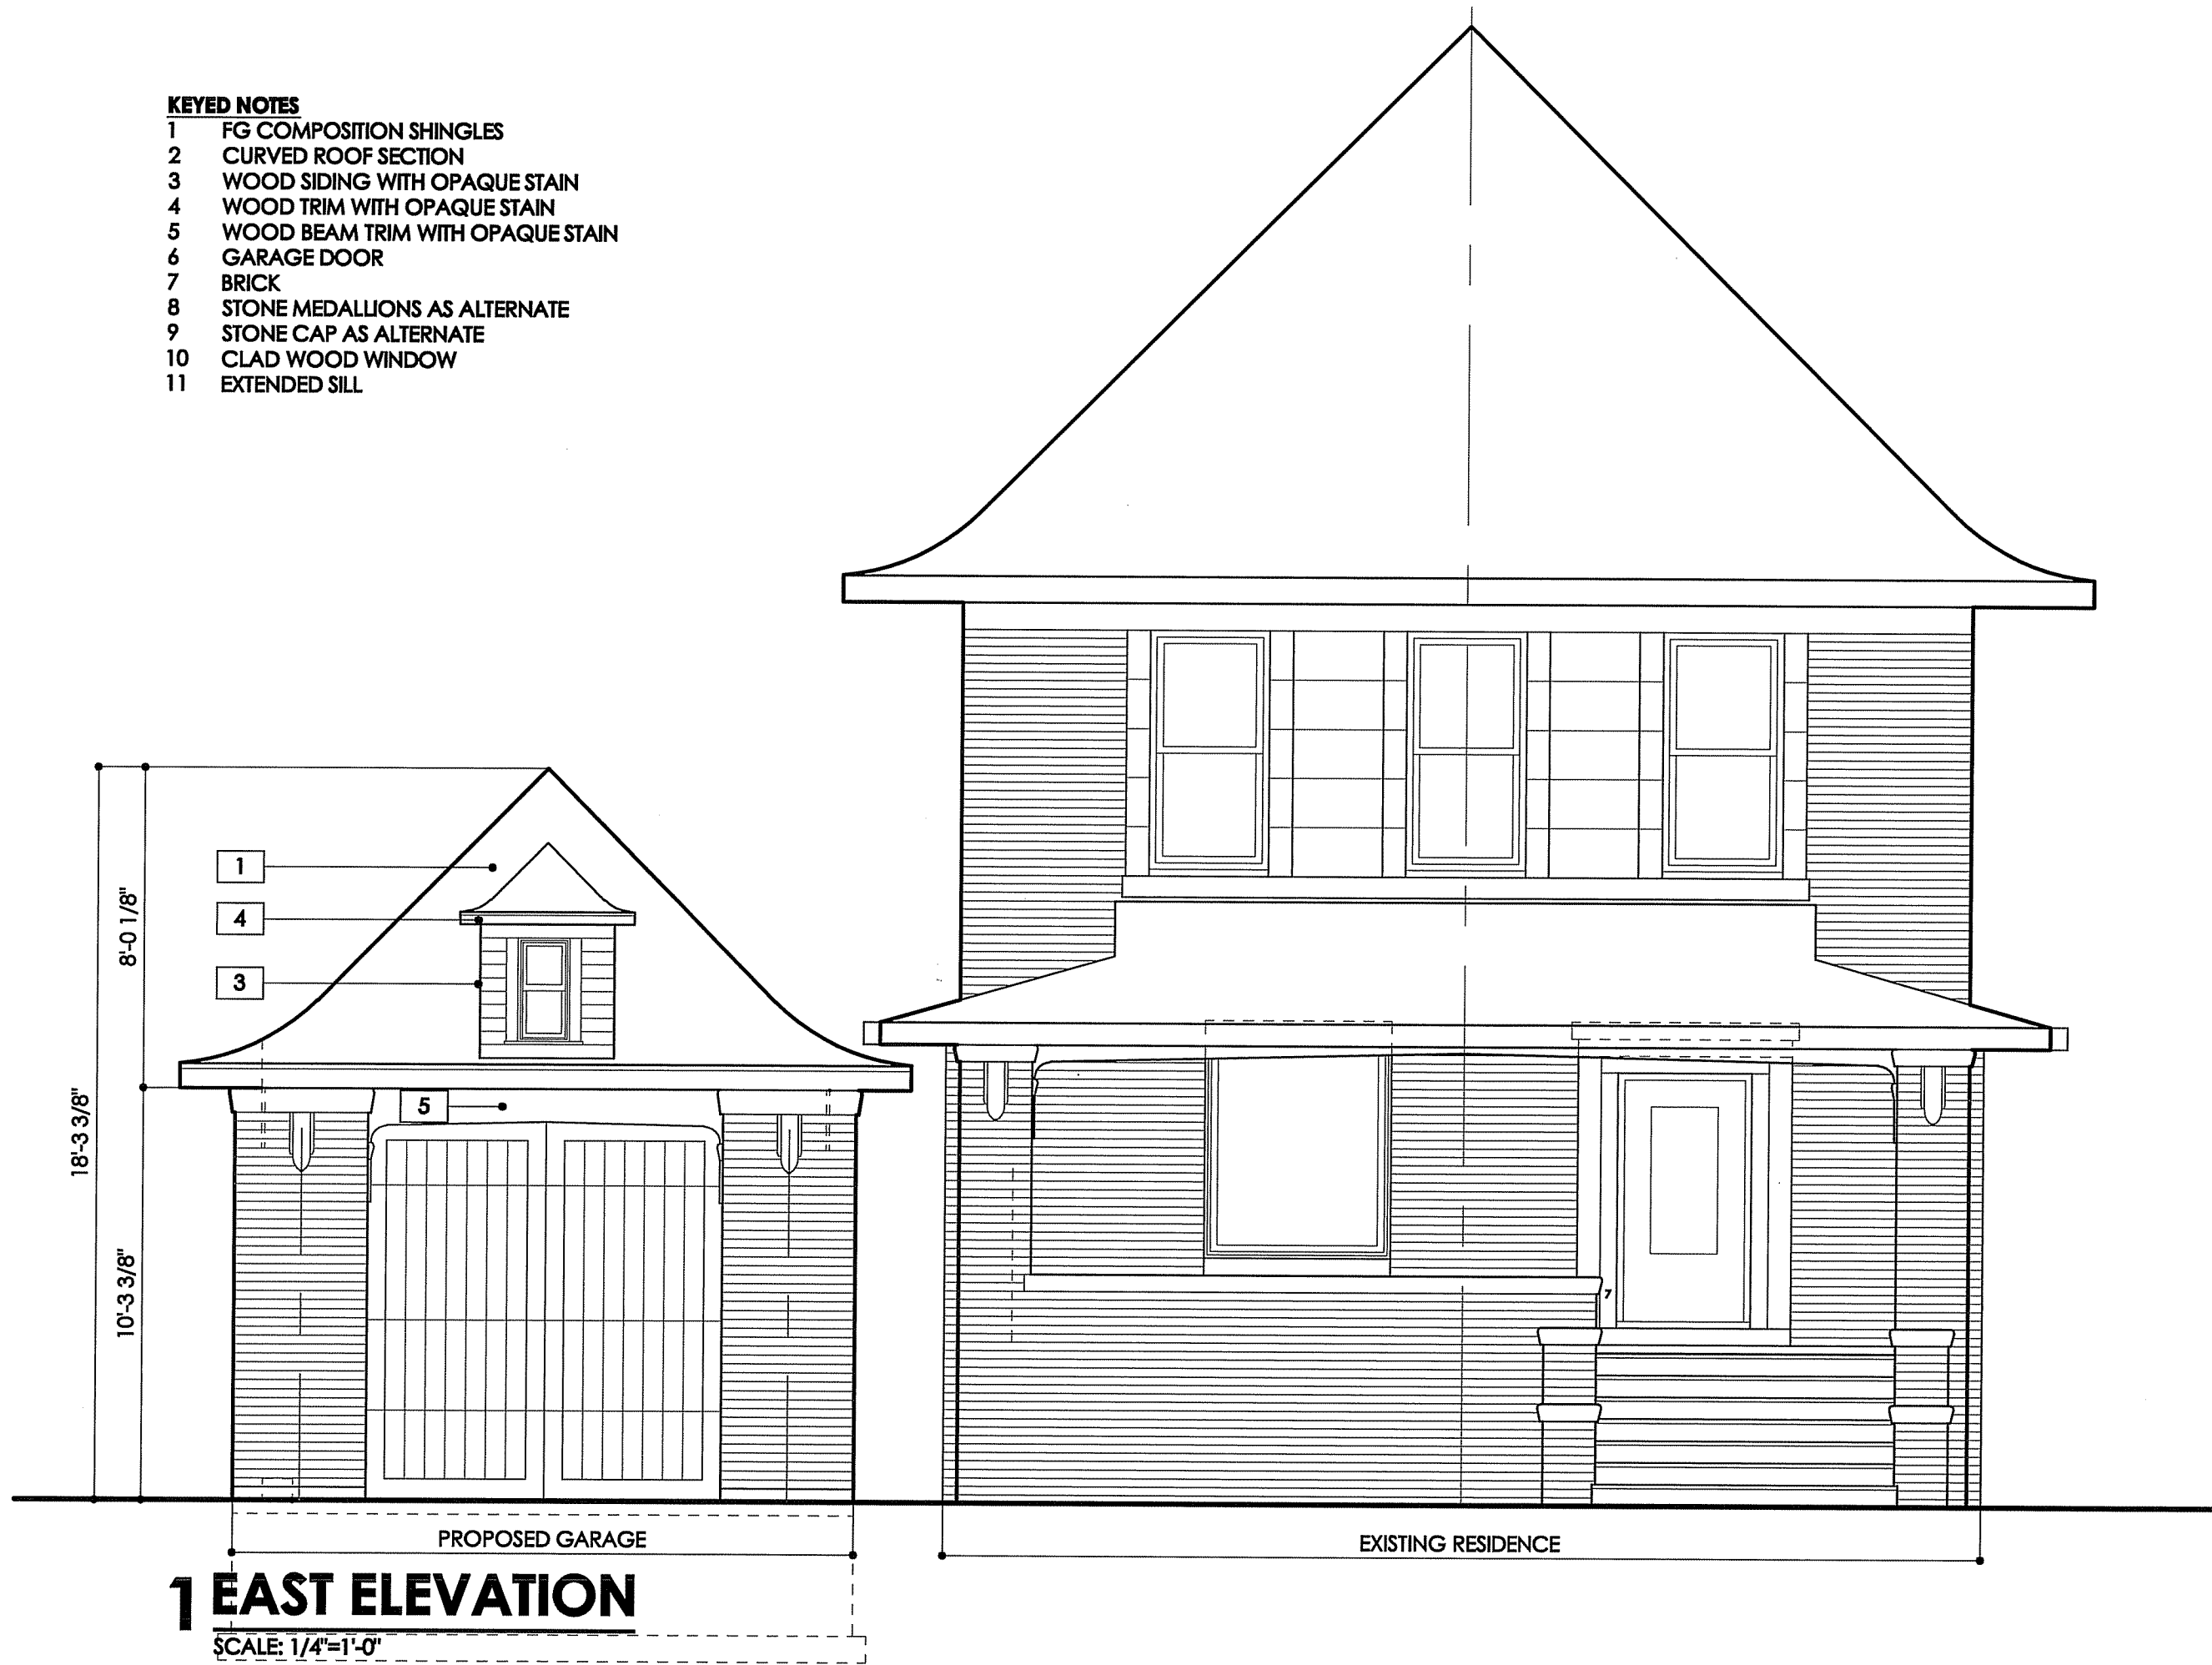 KEYED NOTES
1 FG COMPOSITION SHINGLES
2 CURVED ROOF SECTION
3 WOOD SIDING WITH OPAQUE STAIN
4 WOOD TRIM WITH OPAQUE STAIN
5 WOOD BEAM TRIM WITH OPAQUE STAIN
6 GARAGE DOOR
7 BRICK
8 STONE MEDALLIONS AS ALTERNATE
9 STONE CAP AS ALTERNATE
10 CLAD WOOD WINDOW
11 EXTENDED SILL
1
4
3
5
8'-0 1/8"
18'-3 3/8"
10'-3 3/8"
7
PROPOSED GARAGE
EXISTING RESIDENCE
1 EAST ELEVATION
SCALE: 1/4"=1'-0"